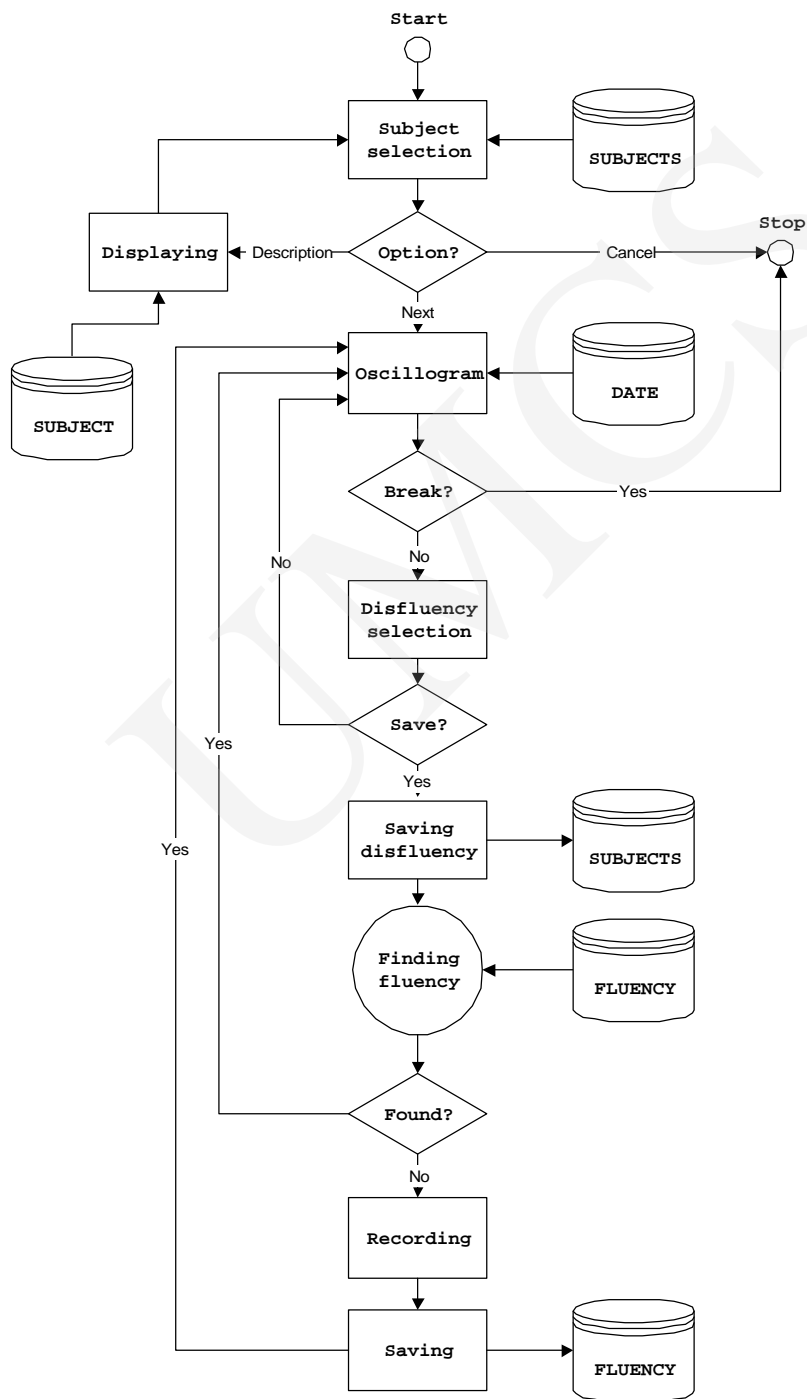 Start
Subject
selection
SUBJECTS
Stop
Displaying
Description
Option?
Cancel
Next
SUBJECT
Oscillogram
DATE
Break?
Yes
No
No
Disfluency
selection
Save?
Yes
Yes
Yes
Saving
disfluency
SUBJECTS
Finding
fluency
FLUENCY
Found?
No
Recording
Saving
FLUENCY
UMCS